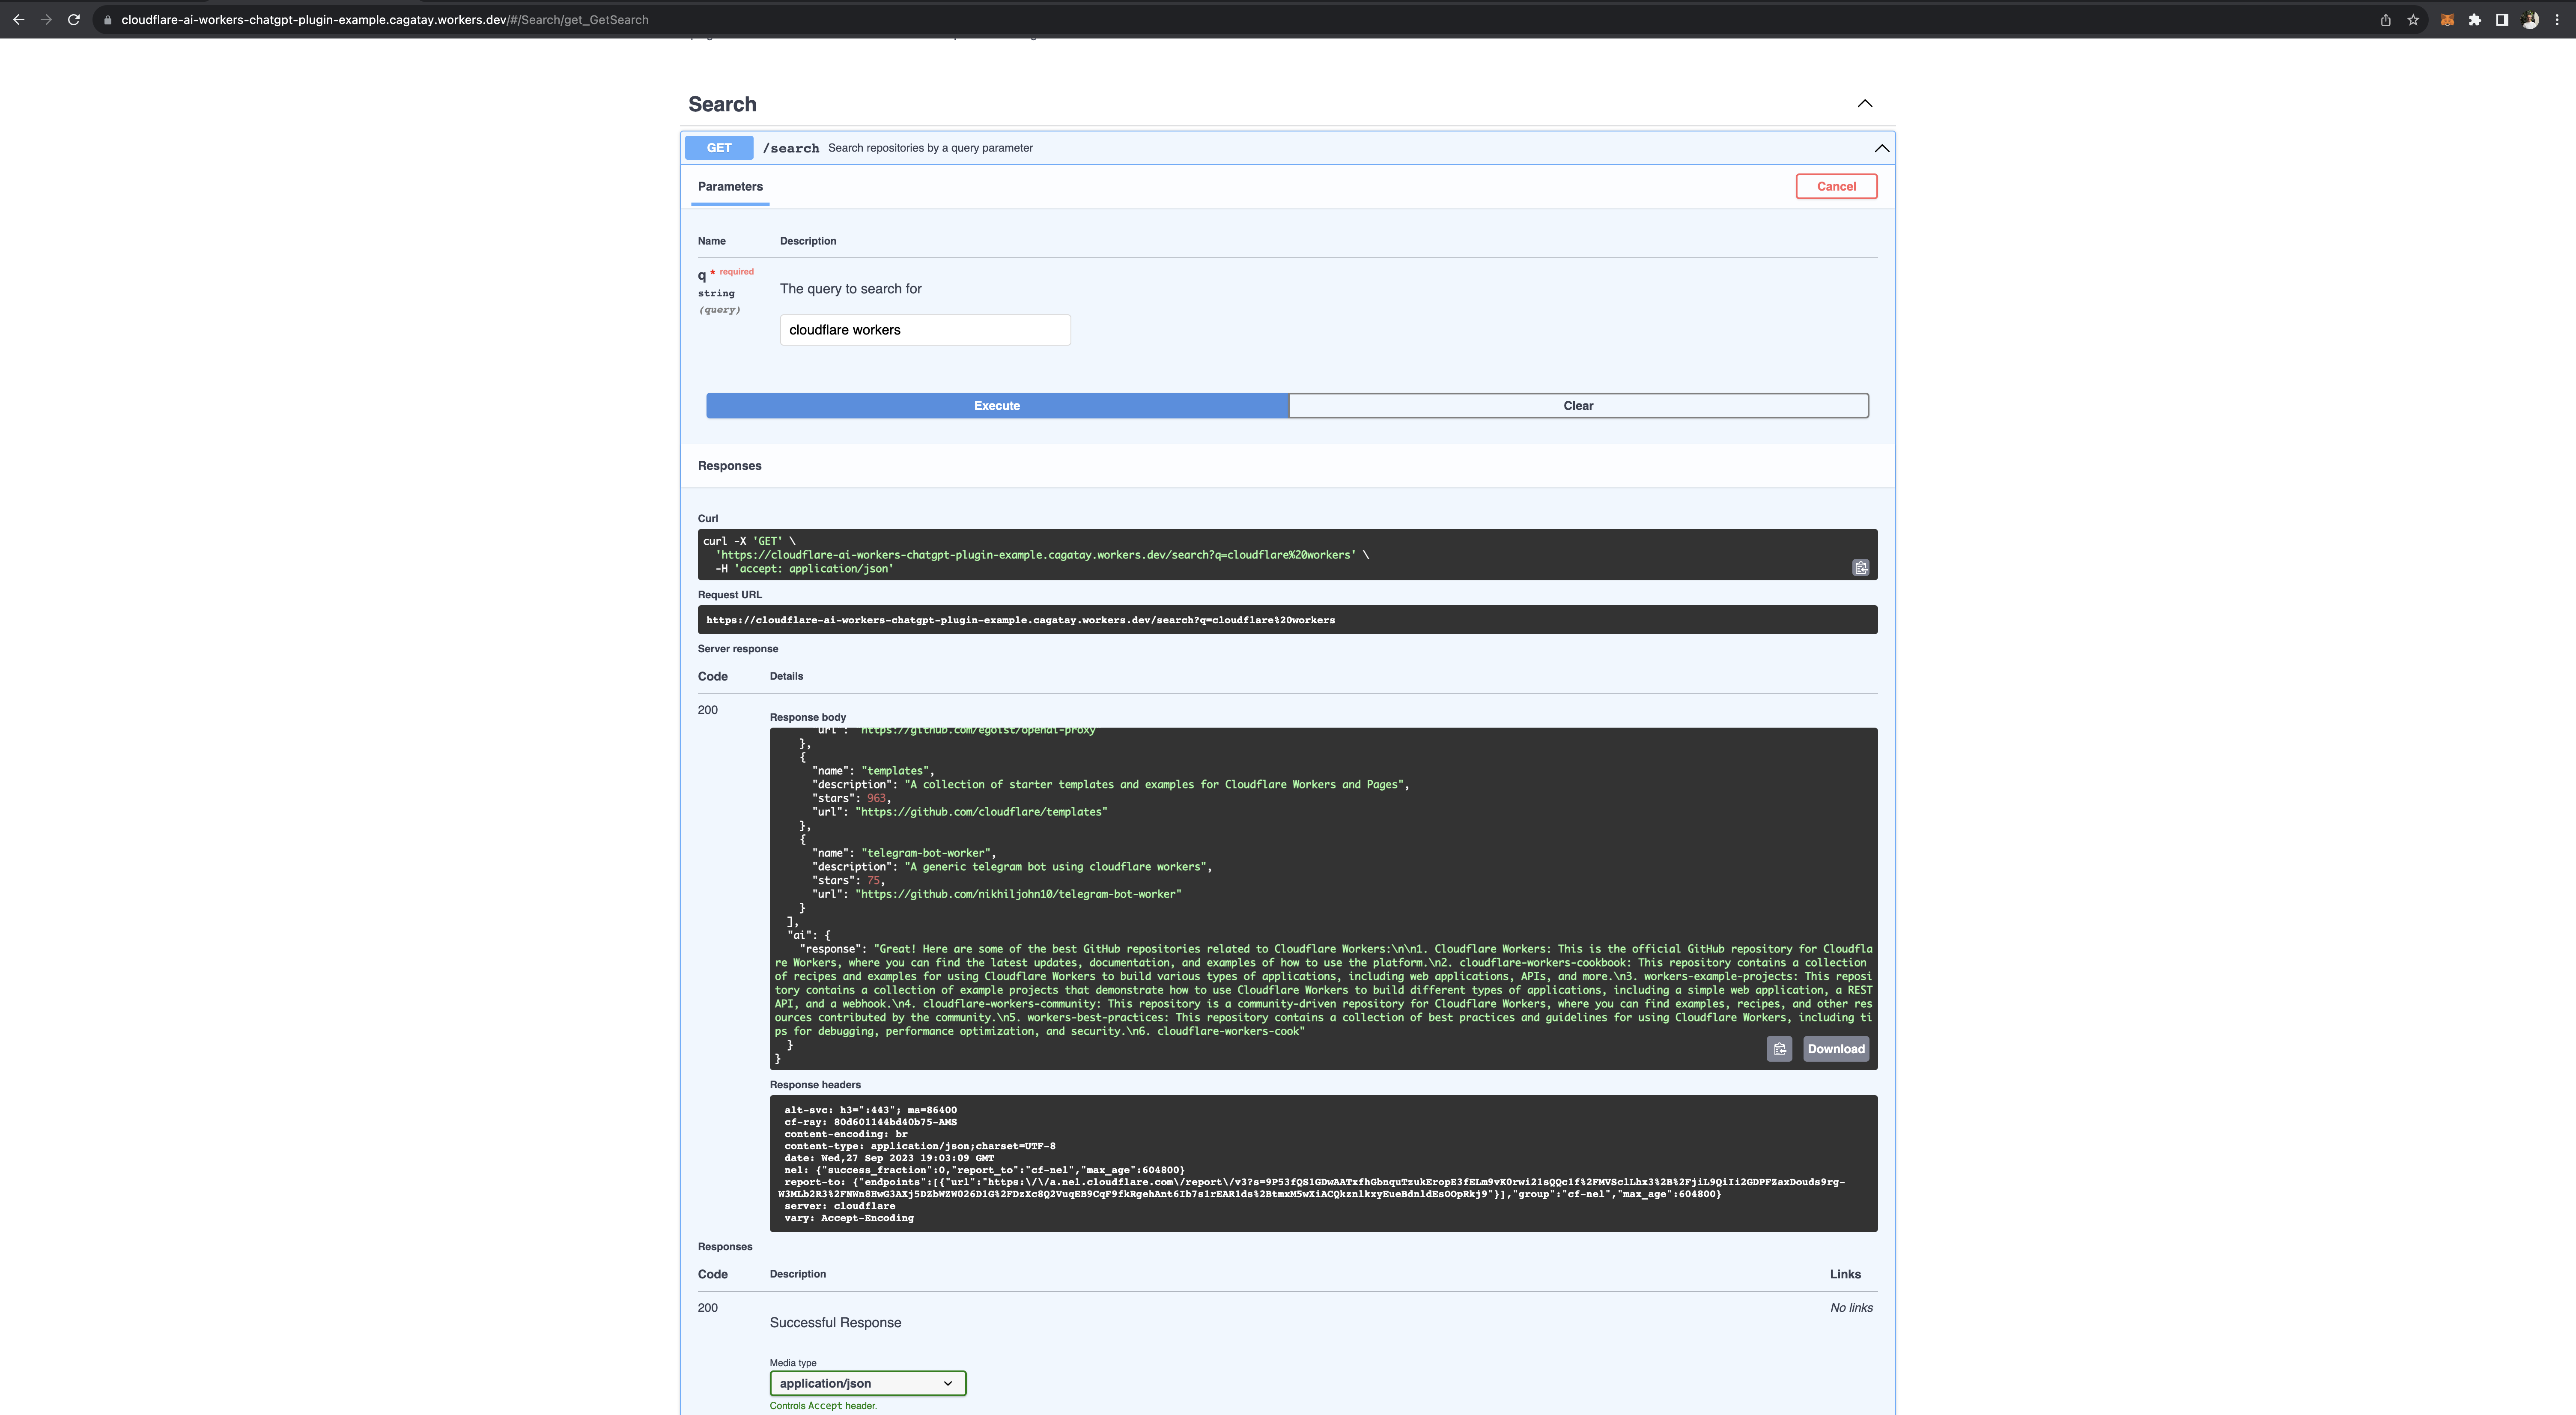 cloudflare-ai-workers-chatgpt-plugin-example.cagatay.workers.dev/#/Search/get_GetSearch
Search
GET /search Search repositories by a query parameter
Parameters
Cancel
Name Description
q * required
string
(query)
The query to search for
cloudflare workers
Execute Clear
Responses
Curl
curl -X 'GET' \
'https://cloudflare-ai-workers-chatgpt-plugin-example.cagatay.workers.dev/search?q=cloudflare%20workers' \
-H 'accept: application/json'
Request URL
https://cloudflare-ai-workers-chatgpt-plugin-example.cagatay.workers.dev/search?q=cloudflare%20workers
Server response
Code Details
200
Response body
"url": "https://github.com/egoist/openai-proxy"
},
{
"name": "templates",
"description": "A collection of starter templates and examples for Cloudflare Workers and Pages",
"stars": 963,
"url": "https://github.com/cloudflare/templates"
},
{
"name": "telegram-bot-worker",
"description": "A generic telegram bot using cloudflare workers",
"stars": 75,
"url": "https://github.com/nikhiljohn10/telegram-bot-worker"
}
],
"ai": {
"response": "Great! Here are some of the best GitHub repositories related to Cloudflare Workers:\n\n1. Cloudflare Workers: This is the official GitHub repository for Cloudfla
re Workers, where you can find the latest updates, documentation, and examples of how to use the platform.\n2. cloudflare-workers-cookbook: This repository contains a collection
of recipes and examples for using Cloudflare Workers to build various types of applications, including web applications, APIs, and more.\n3. workers-example-projects: This reposi
tory contains a collection of example projects that demonstrate how to use Cloudflare Workers to build different types of applications, including a simple web application, a REST
API, and a webhook.\n4. cloudflare-workers-community: This repository is a community-driven repository for Cloudflare Workers, where you can find examples, recipes, and other res
ources contributed by the community.\n5. workers-best-practices: This repository contains a collection of best practices and guidelines for using Cloudflare Workers, including ti
ps for debugging, performance optimization, and security.\n6. cloudflare-workers-cook"
}
}
Download
Response headers
alt-svc: h3=":443"; ma=86400
cf-ray: 80d601144bd40b75-AMS
content-encoding: br
content-type: application/json;charset=UTF-8
date: Wed,27 Sep 2023 19:03:09 GMT
nel: {"success_fraction":0,"report_to":"cf-nel","max_age":604800}
report-to: {"endpoints":[{"url":"https:\/\/a.nel.cloudflare.com\/report\/v3?s=
"}],"group":"cf-nel","max_age":604800}
server: cloudflare
vary: Accept-Encoding
Responses
Code Description Links
200
Successful Response
No links
Media type
application/json
Controls Accept header.